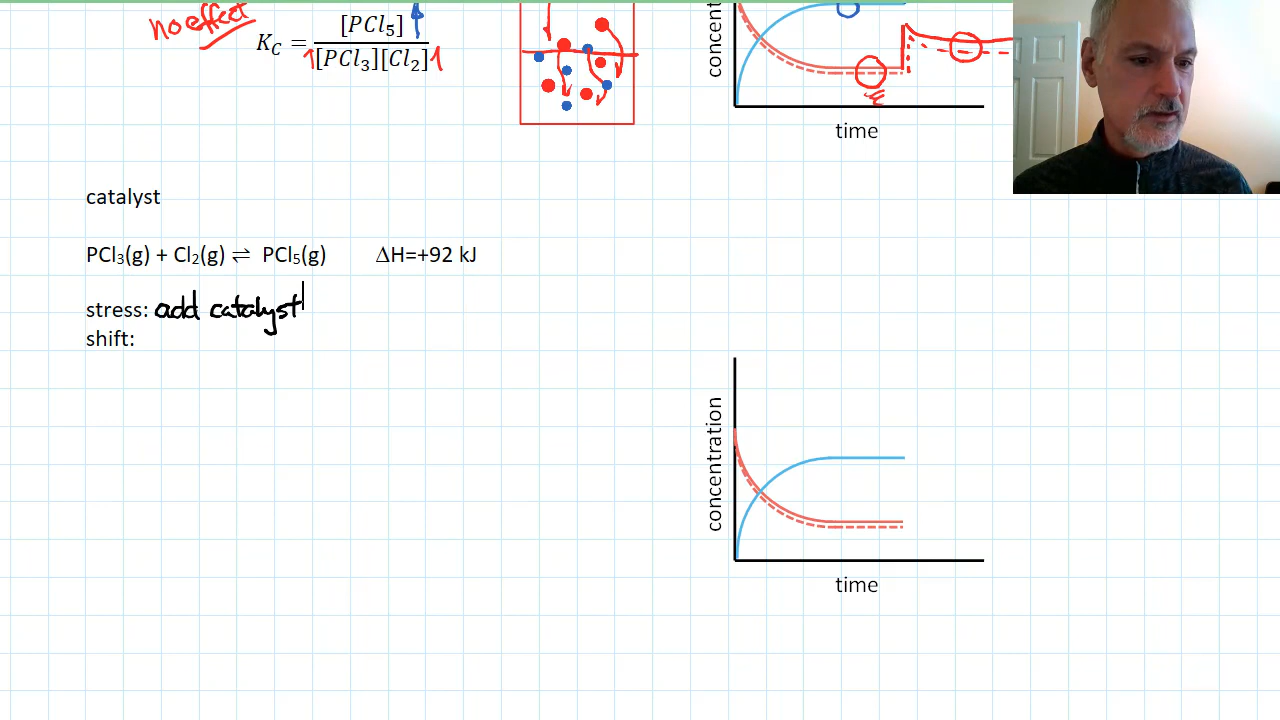 no effect
K_C = [PCl₅] / [PCl₃][Cl₂]
concent
time
catalyst
PCl₃(g) + Cl₂(g) ⇌ PCl₅(g) ΔH=+92 kJ
stress: add catalyst
shift:
concentration
time